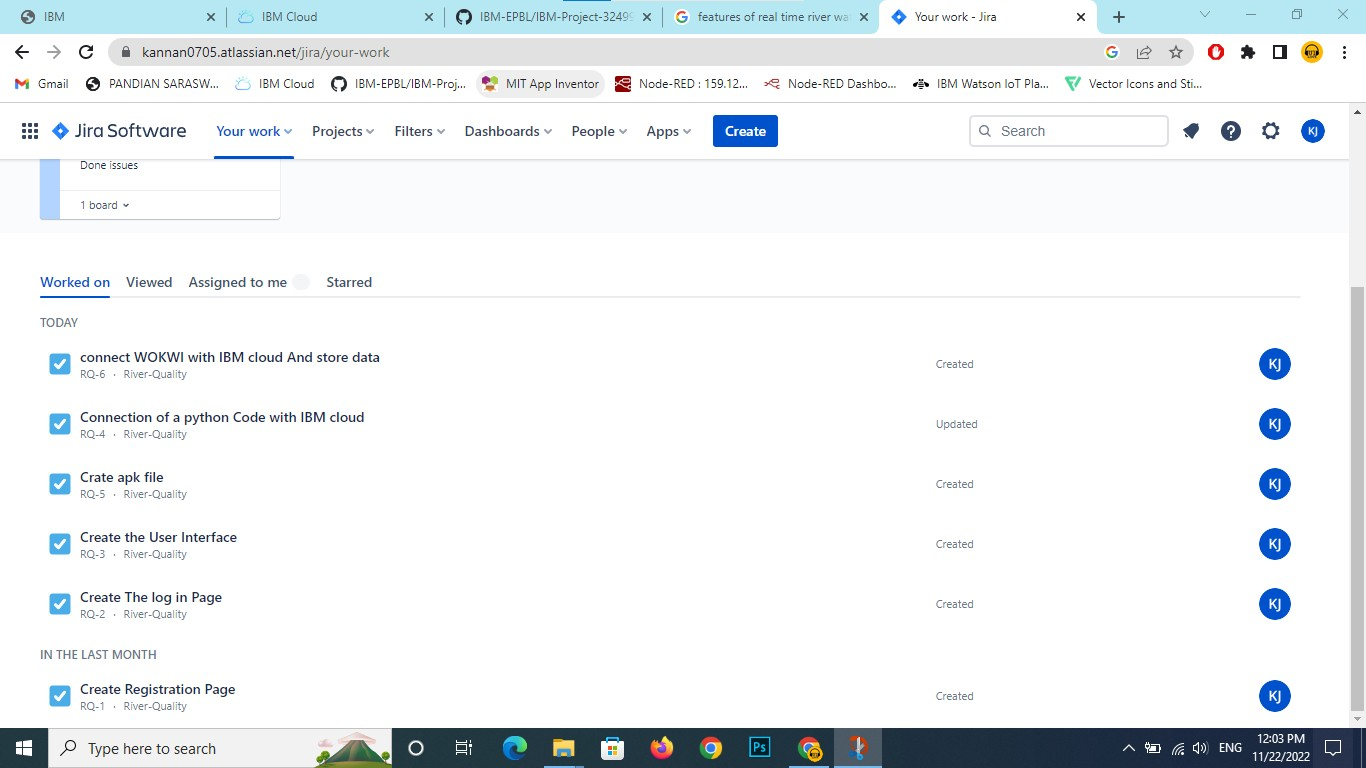 IBM
IBM Cloud
IBM-EPBL/IBM-Project-32499
features of real time river wa
Your work - Jira
kannan0705.atlassian.net/jira/your-work
Gmail
PANDIAN SARASW...
IBM Cloud
IBM-EPBL/IBM-Proj...
MIT App Inventor
Node-RED : 159.12...
Node-RED Dashbo...
IBM Watson IoT Pla...
Vector Icons and Sti...
Jira Software
Your work
Projects
Filters
Dashboards
People
Apps
Create
Search
KJ
Done issues
1 board
Worked on
Viewed
Assigned to me
Starred
TODAY
connect WOKWI with IBM cloud And store data
RQ-6 · River-Quality
Created
KJ
Connection of a python Code with IBM cloud
RQ-4 · River-Quality
Updated
KJ
Crate apk file
RQ-5 · River-Quality
Created
KJ
Create the User Interface
RQ-3 · River-Quality
Created
KJ
Create The log in Page
RQ-2 · River-Quality
Created
KJ
IN THE LAST MONTH
Create Registration Page
RQ-1 · River-Quality
Created
KJ
Type here to search
Ps
ENG
12:03 PM
11/22/2022